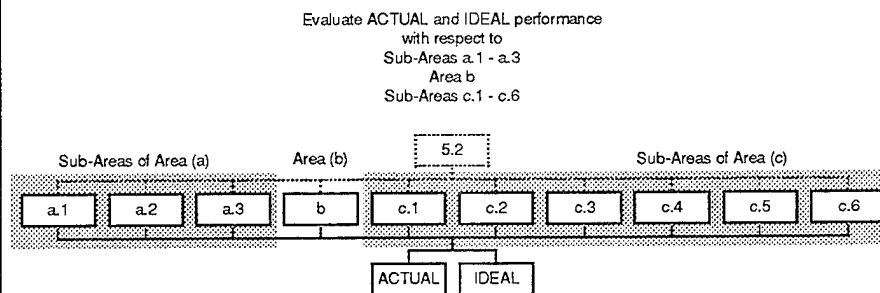 Evaluate ACTUAL and IDEAL performance
with respect to
Sub-Areas a.1 - a.3
Area b
Sub-Areas c.1 - c.6
5.2
Sub-Areas of Area (a) Area (b) Sub-Areas of Area (c)
a.1 a.2 a.3 b c.1 c.2 c.3 c.4 c.5 c.6
ACTUAL IDEAL